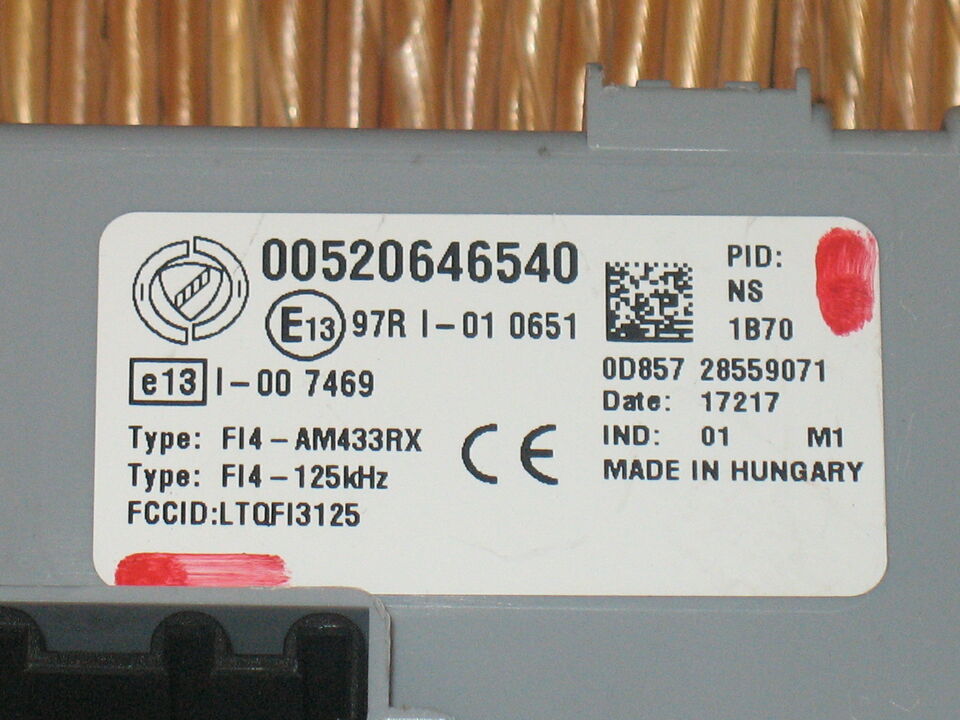 00520646540
E13 97R I-01 0651
e13 I-00 7469
Type: FI4-AM433RX
Type: FI4-125kHz
FCCID:LTQFI3125
CE
PID:
NS
1B70
0D857 28559071
Date: 17217
IND: 01 M1
MADE IN HUNGARY